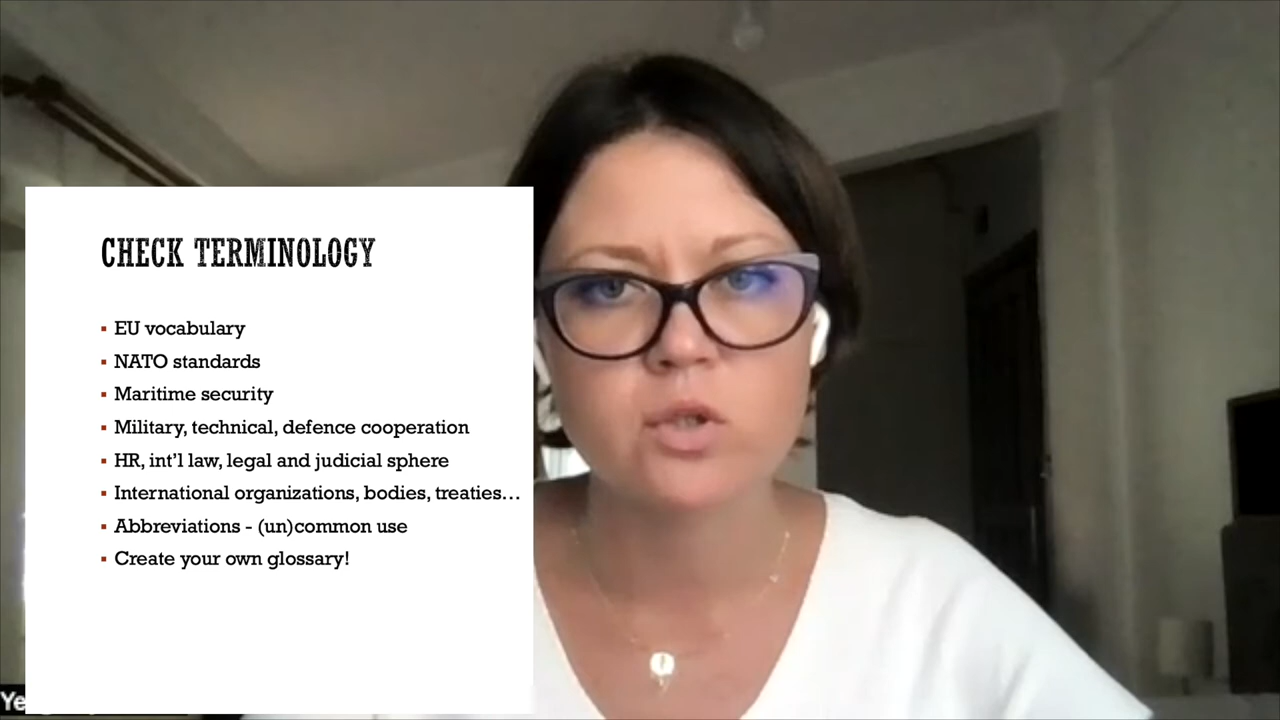 CHECK TERMINOLOGY
▪ EU vocabulary
▪ NATO standards
▪ Maritime security
▪ Military, technical, defence cooperation
▪ HR, int'l law, legal and judicial sphere
▪ International organizations, bodies, treaties…
▪ Abbreviations - (un)common use
▪ Create your own glossary!